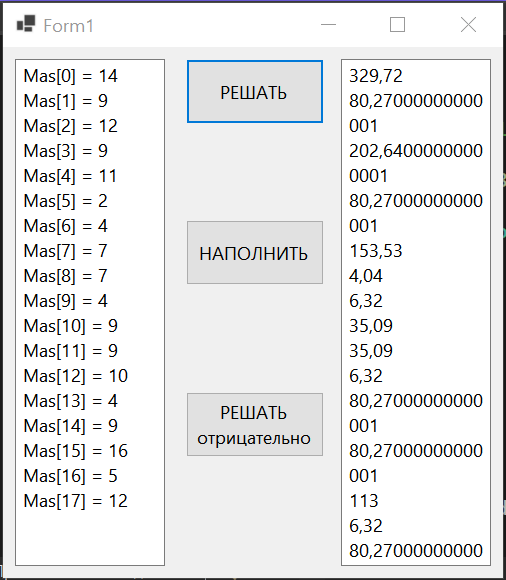 Form1
Mas[0] = 14
Mas[1] = 9
Mas[2] = 12
Mas[3] = 9
Mas[4] = 11
Mas[5] = 2
Mas[6] = 4
Mas[7] = 7
Mas[8] = 7
Mas[9] = 4
Mas[10] = 9
Mas[11] = 9
Mas[12] = 10
Mas[13] = 4
Mas[14] = 9
Mas[15] = 16
Mas[16] = 5
Mas[17] = 12
РЕШАТЬ
НАПОЛНИТЬ
РЕШАТЬ
отрицательно
329,72
80,27000000000
001
202,6400000000
0001
80,27000000000
001
153,53
4,04
6,32
35,09
35,09
6,32
80,27000000000
001
80,27000000000
001
113
6,32
80,27000000000